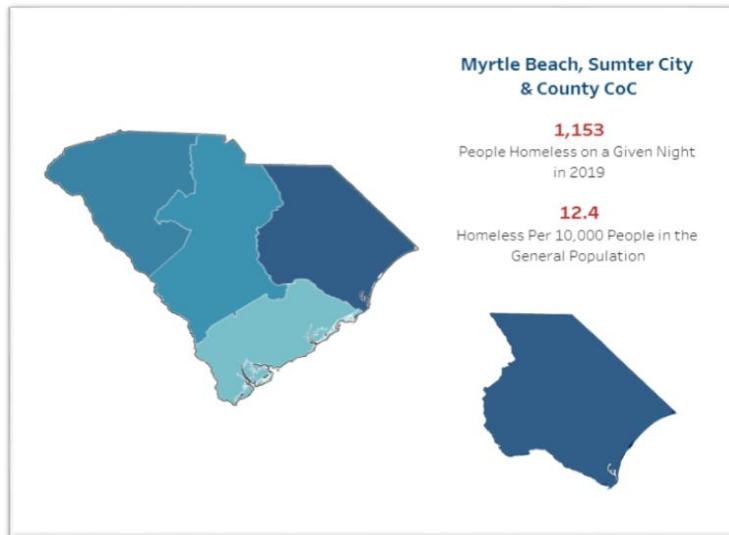 Myrtle Beach, Sumter City
& County CoC
1,153
People Homeless on a Given Night
in 2019
12.4
Homeless Per 10,000 People in the
General Population